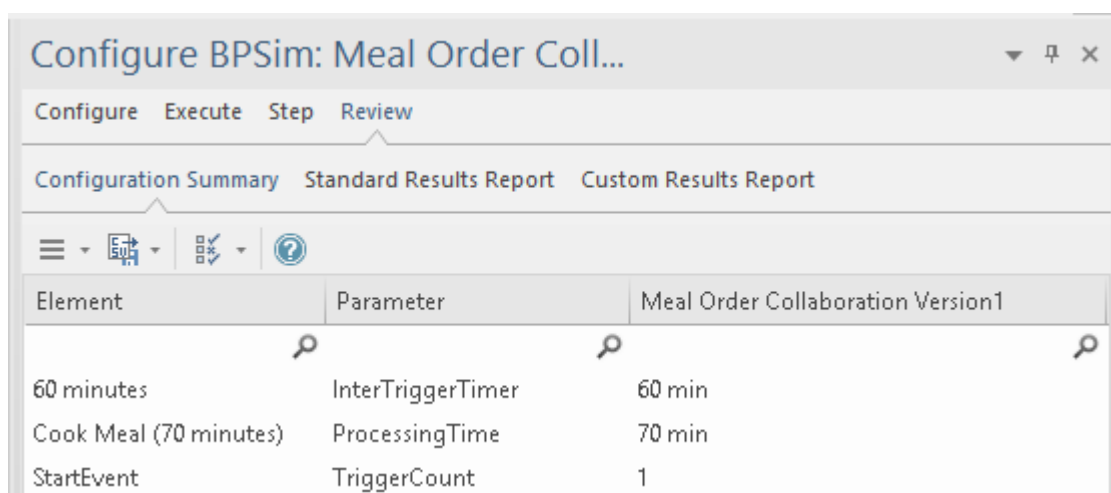 Configure BPSim: Meal Order Coll...
Configure Execute Step Review
Configuration Summary Standard Results Report Custom Results Report
Element Parameter Meal Order Collaboration Version1
60 minutes InterTriggerTimer 60 min
Cook Meal (70 minutes) ProcessingTime 70 min
StartEvent TriggerCount 1